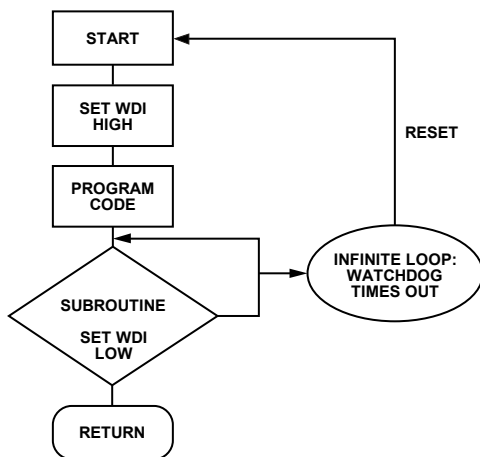 START
SET WDI
HIGH
RESET
PROGRAM
CODE
INFINITE LOOP:
WATCHDOG
TIMES OUT
SUBROUTINE
SET WDI
LOW
RETURN